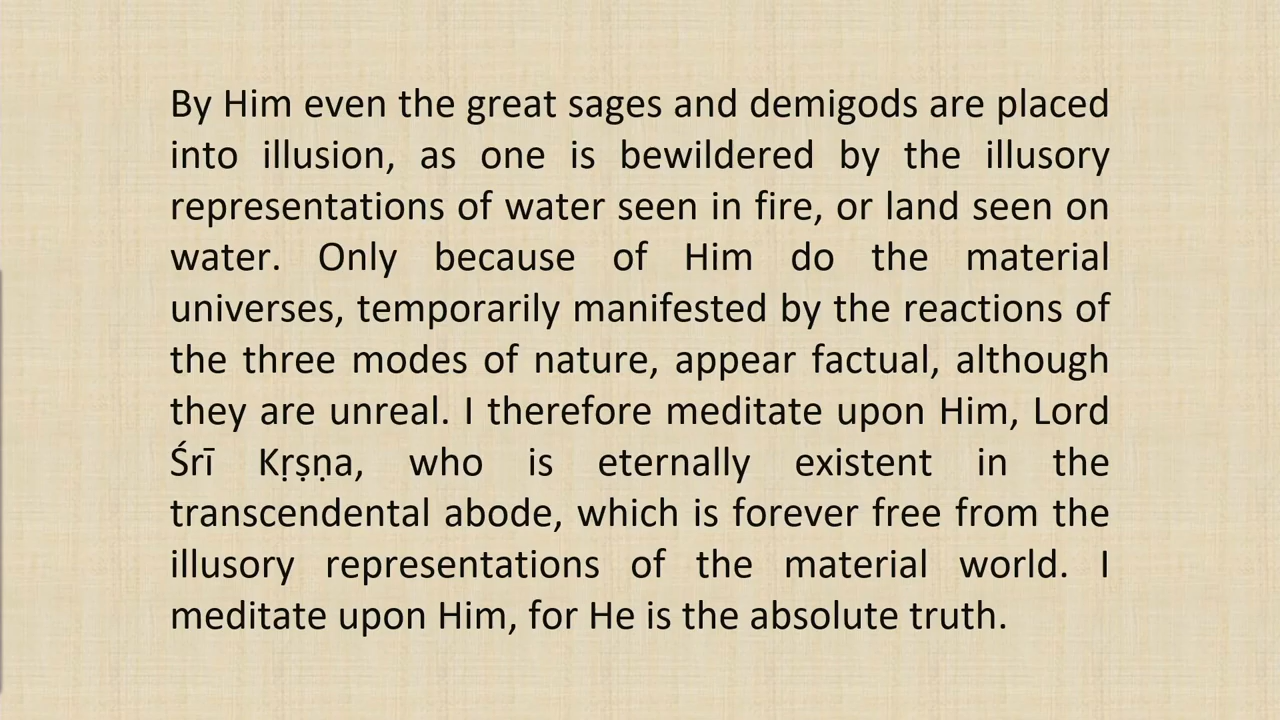 By Him even the great sages and demigods are placed
into illusion, as one is bewildered by the illusory
representations of water seen in fire, or land seen on
water. Only because of Him do the material
universes, temporarily manifested by the reactions of
the three modes of nature, appear factual, although
they are unreal. I therefore meditate upon Him, Lord
Śrī Kṛṣṇa, who is eternally existent in the
transcendental abode, which is forever free from the
illusory representations of the material world. I
meditate upon Him, for He is the absolute truth.